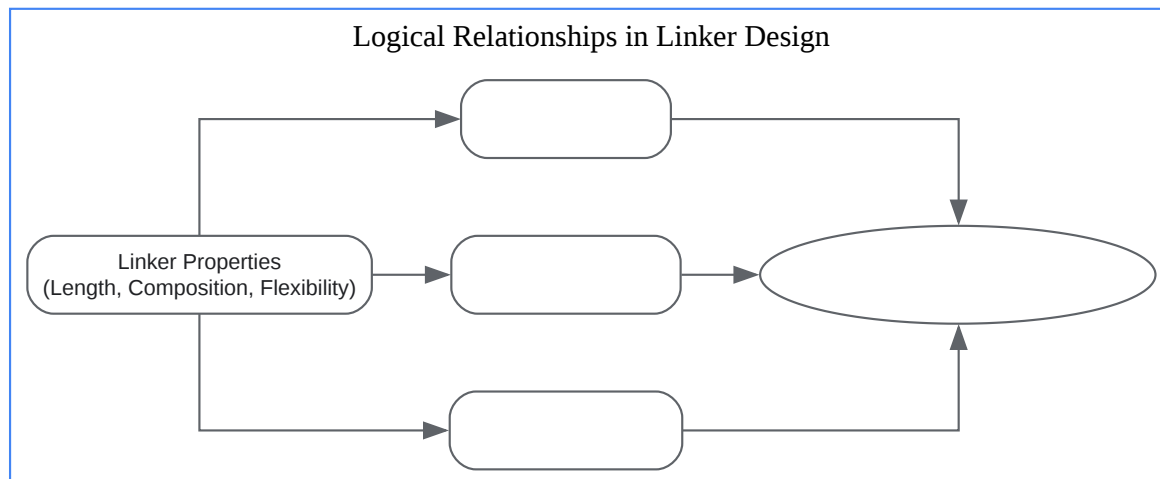 Logical Relationships in Linker Design
Linker Properties
(Length, Composition, Flexibility)